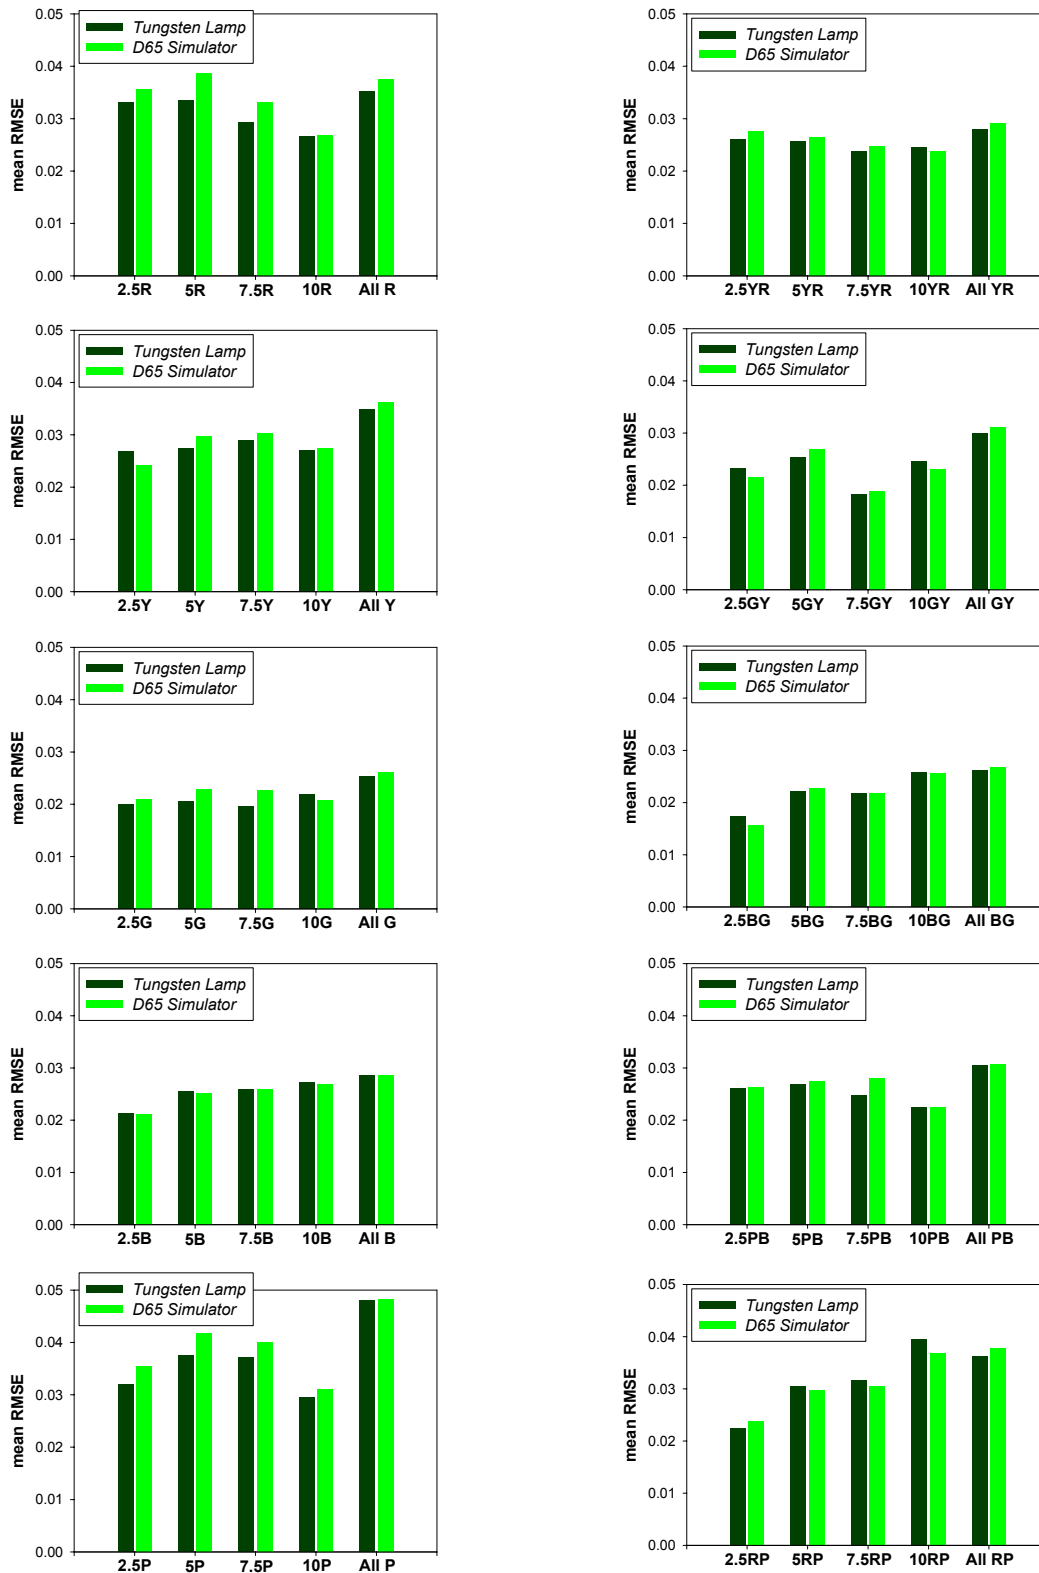 0.05
0.04
0.03
0.02
0.01
0.00
mean RMSE
Tungsten Lamp
D65 Simulator
2.5R 5R 7.5R 10R All R
0.05
0.04
0.03
0.02
0.01
0.00
mean RMSE
Tungsten Lamp
D65 Simulator
2.5YR 5YR 7.5YR 10YR All YR
0.05
0.04
0.03
0.02
0.01
0.00
mean RMSE
Tungsten Lamp
D65 Simulator
2.5Y 5Y 7.5Y 10Y All Y
0.05
0.04
0.03
0.02
0.01
0.00
mean RMSE
Tungsten Lamp
D65 Simulator
2.5GY 5GY 7.5GY 10GY All GY
0.05
0.04
0.03
0.02
0.01
0.00
mean RMSE
Tungsten Lamp
D65 Simulator
2.5G 5G 7.5G 10G All G
0.05
0.04
0.03
0.02
0.01
0.00
mean RMSE
Tungsten Lamp
D65 Simulator
2.5BG 5BG 7.5BG 10BG All BG
0.05
0.04
0.03
0.02
0.01
0.00
mean RMSE
Tungsten Lamp
D65 Simulator
2.5B 5B 7.5B 10B All B
0.05
0.04
0.03
0.02
0.01
0.00
mean RMSE
Tungsten Lamp
D65 Simulator
2.5PB 5PB 7.5PB 10PB All PB
0.05
0.04
0.03
0.02
0.01
0.00
mean RMSE
Tungsten Lamp
D65 Simulator
2.5P 5P 7.5P 10P All P
0.05
0.04
0.03
0.02
0.01
0.00
mean RMSE
Tungsten Lamp
D65 Simulator
2.5RP 5RP 7.5RP 10RP All RP